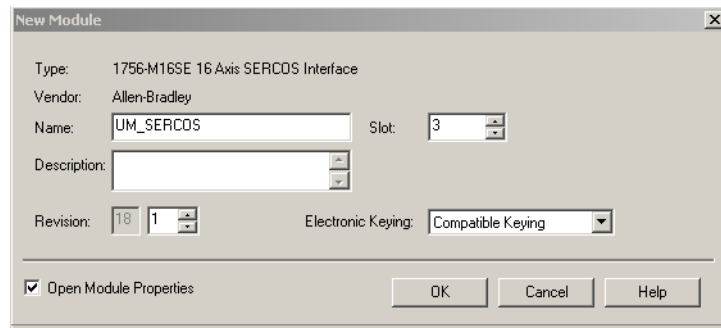 New Module
Type: 1756-M16SE 16 Axis SERCOS Interface
Vendor: Allen-Bradley
Name: UM_SERCOS Slot: 3
Description:
Revision: 18 1 Electronic Keying: Compatible Keying
Open Module Properties OK Cancel Help